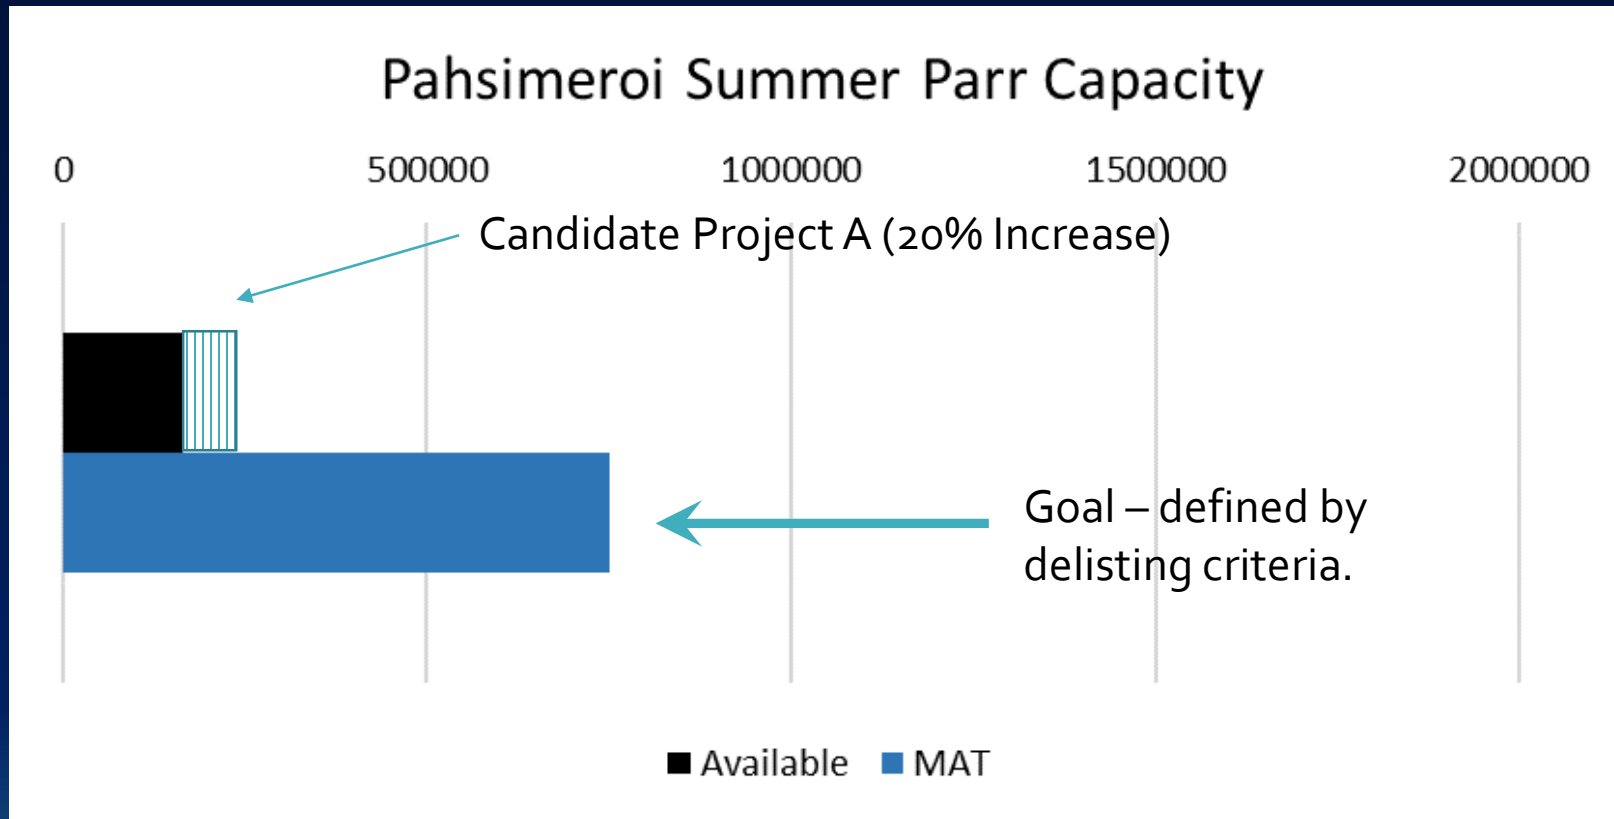 Pahsimeroi Summer Parr Capacity
0 500000 1000000 1500000 2000000
Candidate Project A (20% Increase)
Goal – defined by
delisting criteria.
Available MAT